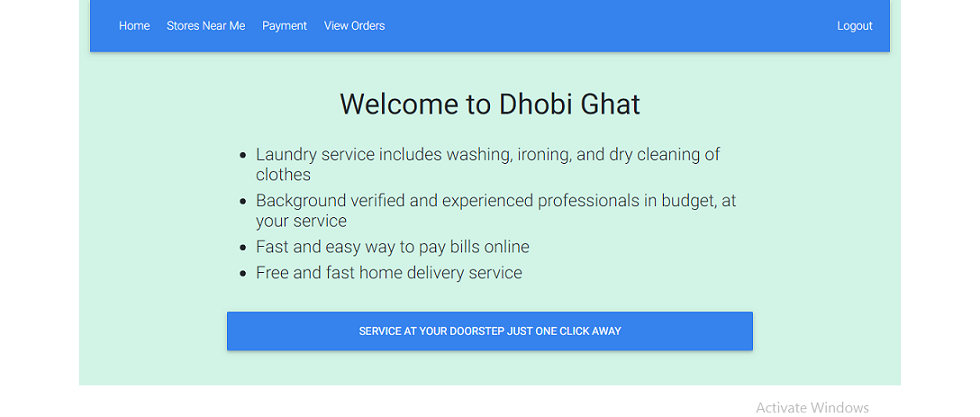 Home Stores Near Me Payment View Orders Logout
Welcome to Dhobi Ghat
• Laundry service includes washing, ironing, and dry cleaning of
clothes
• Background verified and experienced professionals in budget, at
your service
• Fast and easy way to pay bills online
• Free and fast home delivery service
SERVICE AT YOUR DOORSTEP JUST ONE CLICK AWAY
Activate Windows